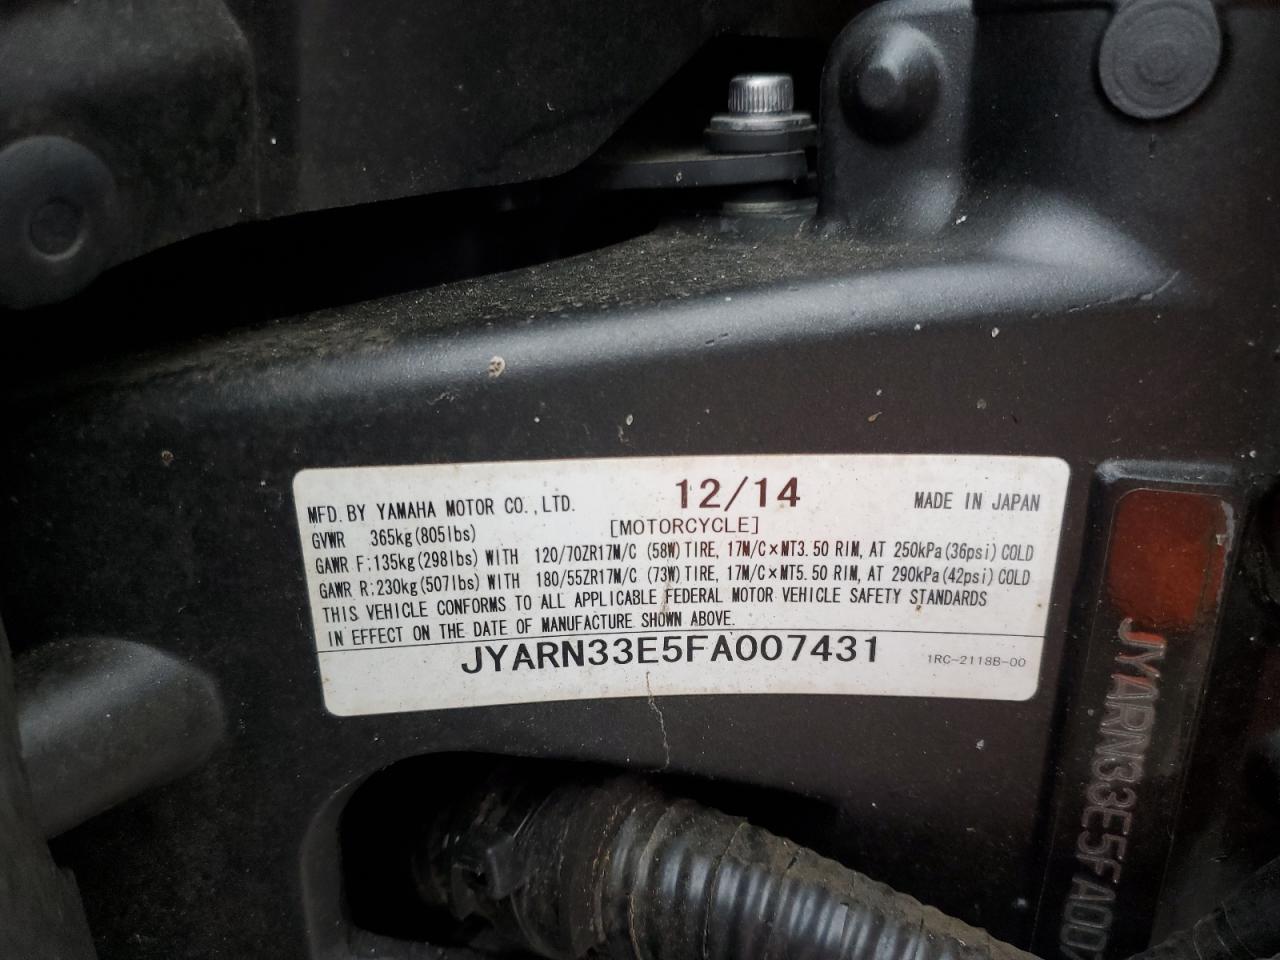 MFD. BY YAMAHA MOTOR CO., LTD. 12/14 MADE IN JAPAN
GVWR 365kg(805lbs) [MOTORCYCLE]
GAWR F:135kg(298lbs) WITH 120/70ZR17M/C (58W)TIRE, 17M/C×MT3.50 RIM, AT 250kPa(36psi) COLD
GAWR R:230kg(507lbs) WITH 180/55ZR17M/C (73W)TIRE, 17M/C×MT5.50 RIM, AT 290kPa(42psi) COLD
THIS VEHICLE CONFORMS TO ALL APPLICABLE FEDERAL MOTOR VEHICLE SAFETY STANDARDS
IN EFFECT ON THE DATE OF MANUFACTURE SHOWN ABOVE.
JYARN33E5FA007431 1RC-2118B-00
JYARN33E5FA00